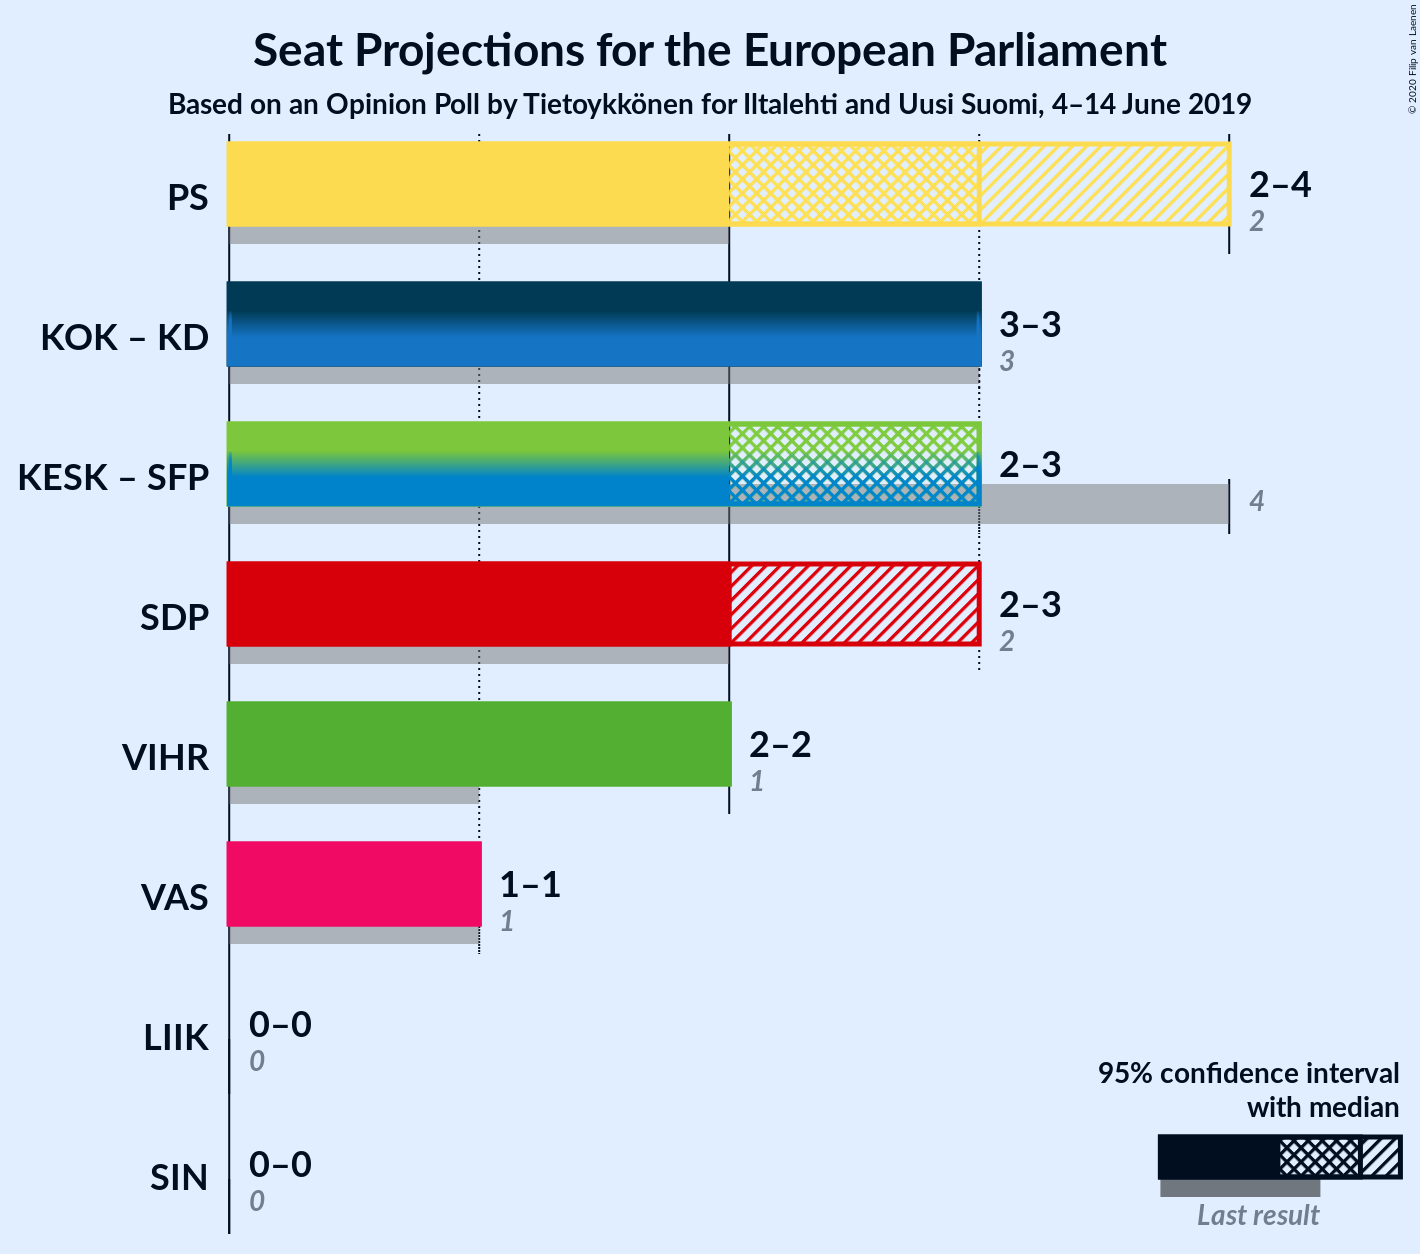 Seat Projections for the European Parliament
Based on an Opinion Poll by Tietoykkönen for Iltalehti and Uusi Suomi, 4–14 June 2019
© 2020 Filip van Laenen
PS
2–4
2
KOK – KD
3–3
3
KESK – SFP
2–3
4
SDP
2–3
2
VIHR
2–2
1
VAS
1–1
1
LIIK
0–0
0
SIN
0–0
0
95% confidence interval
with median
Last result